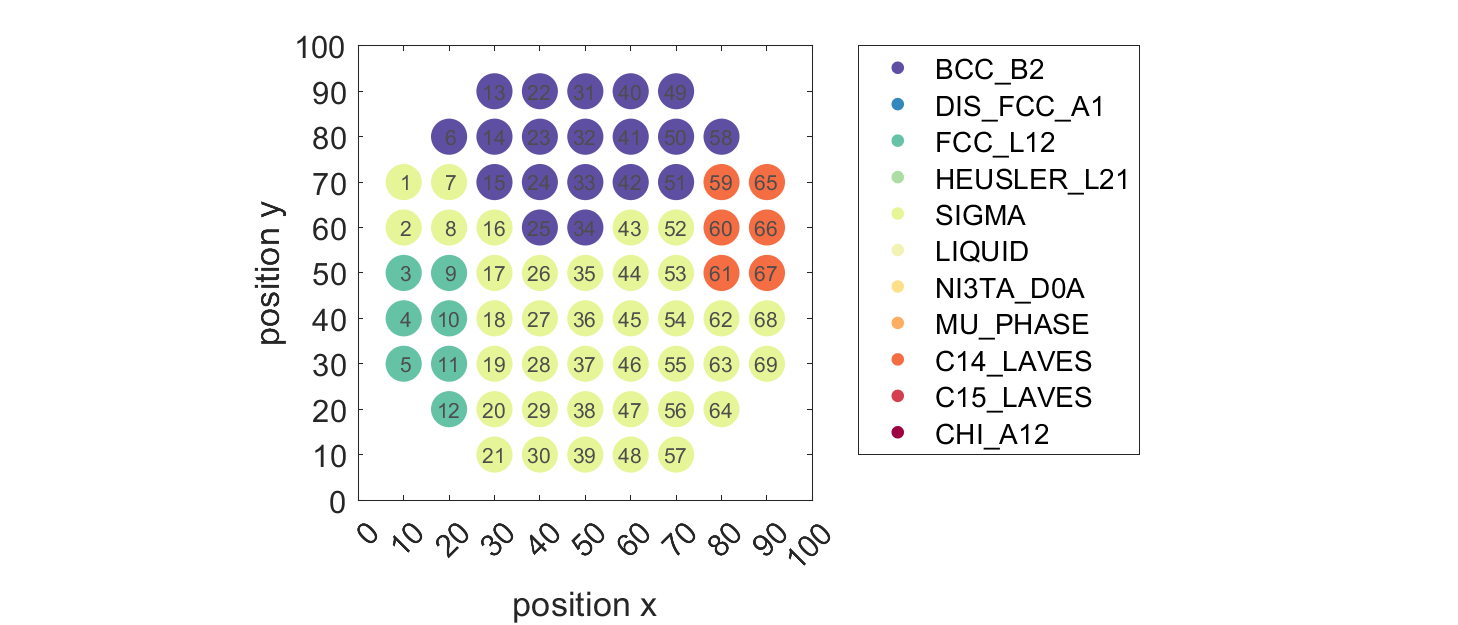 100
90 13 22 31 40 49
80 6 14 23 32 41 50 58
70 1 7 15 24 33 42 51 59 65
60 2 8 16 25 34 43 52 60 66
50 3 9 17 26 35 44 53 61 67
40 4 10 18 27 36 45 54 62 68
30 5 11 19 28 37 46 55 63 69
20 12 20 29 38 47 56 64
10 21 30 39 48 57
0
0 10 20 30 40 50 60 70 80 90 100
position x
position y
BCC_B2
DIS_FCC_A1
FCC_L12
HEUSLER_L21
SIGMA
LIQUID
NI3TA_D0A
MU_PHASE
C14_LAVES
C15_LAVES
CHI_A12